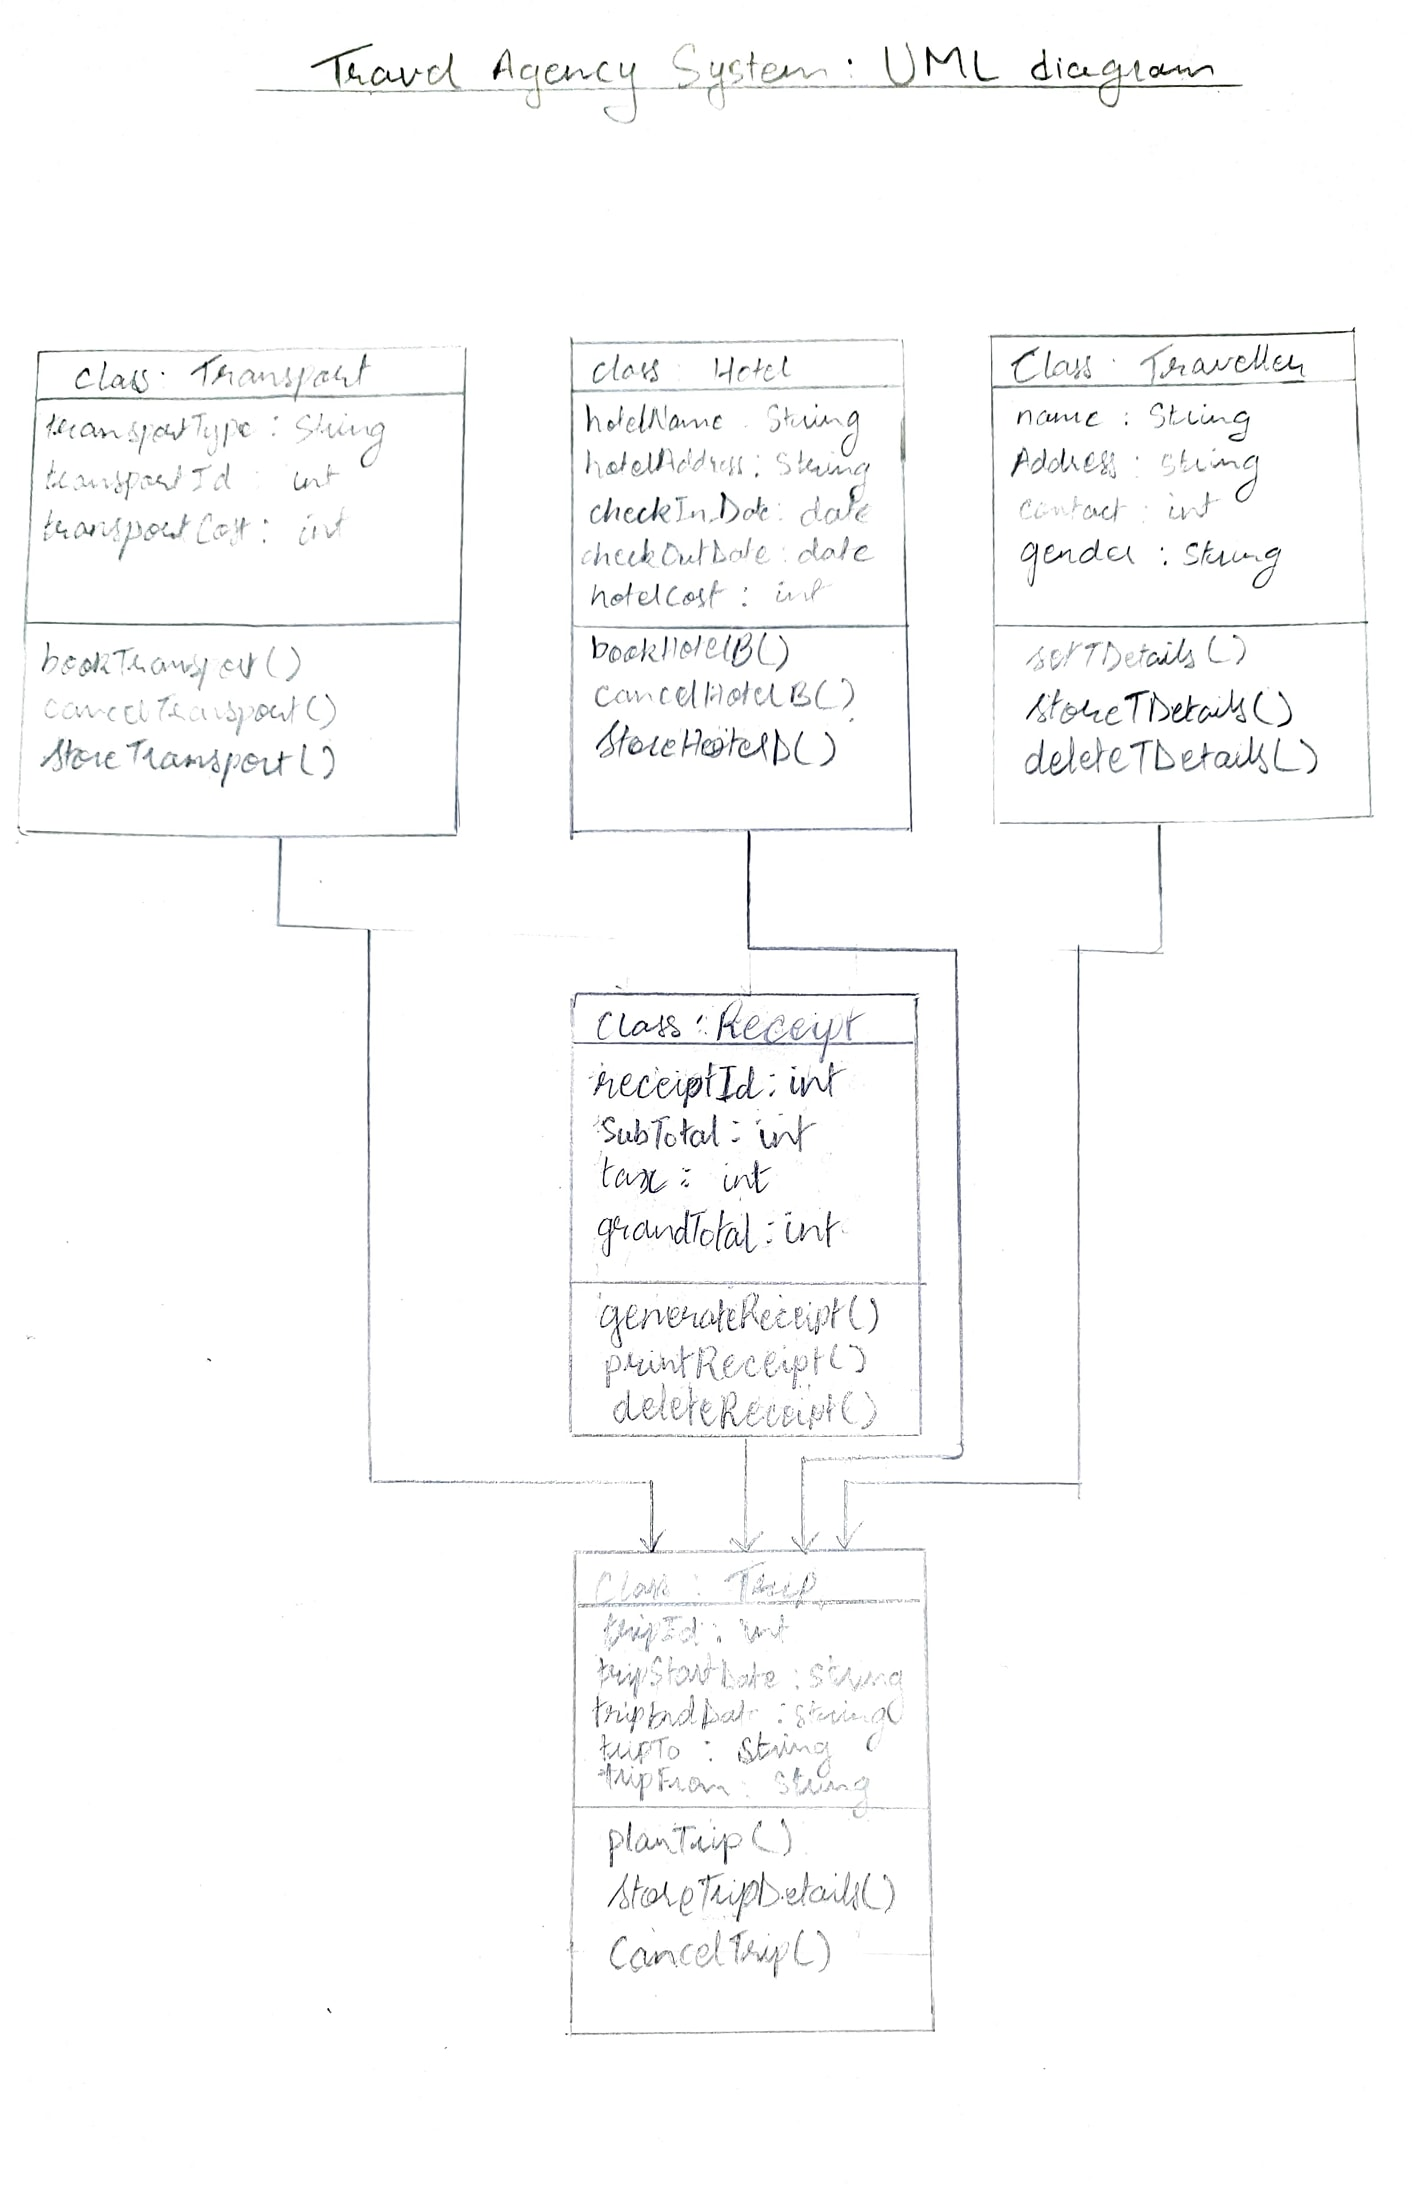 Travel Agency System: UML diagram
Class: Transport
transportType : String
transportId : int
transportCost : int
bookTransport()
cancelTransport()
storeTransport()
class : Hotel
hotelName : String
hotelAddress : String
checkInDate : date
checkOutDate : date
hotelCost : int
bookHotelB()
cancelHotelB()
storeHotelD()
Class : Traveller
name : String
Address : String
contact : int
gender : String
setTDetails()
storeTDetails()
deleteTDetails()
Class : Receipt
receiptId : int
SubTotal : int
tax : int
grandTotal : int
generateReceipt()
printReceipt()
deleteReceipt()
Class : Trip
tripId : int
tripStartDate : String
tripEndDate : String
tripTo : String
tripFrom : String
planTrip()
storeTripDetails()
CancelTrip()